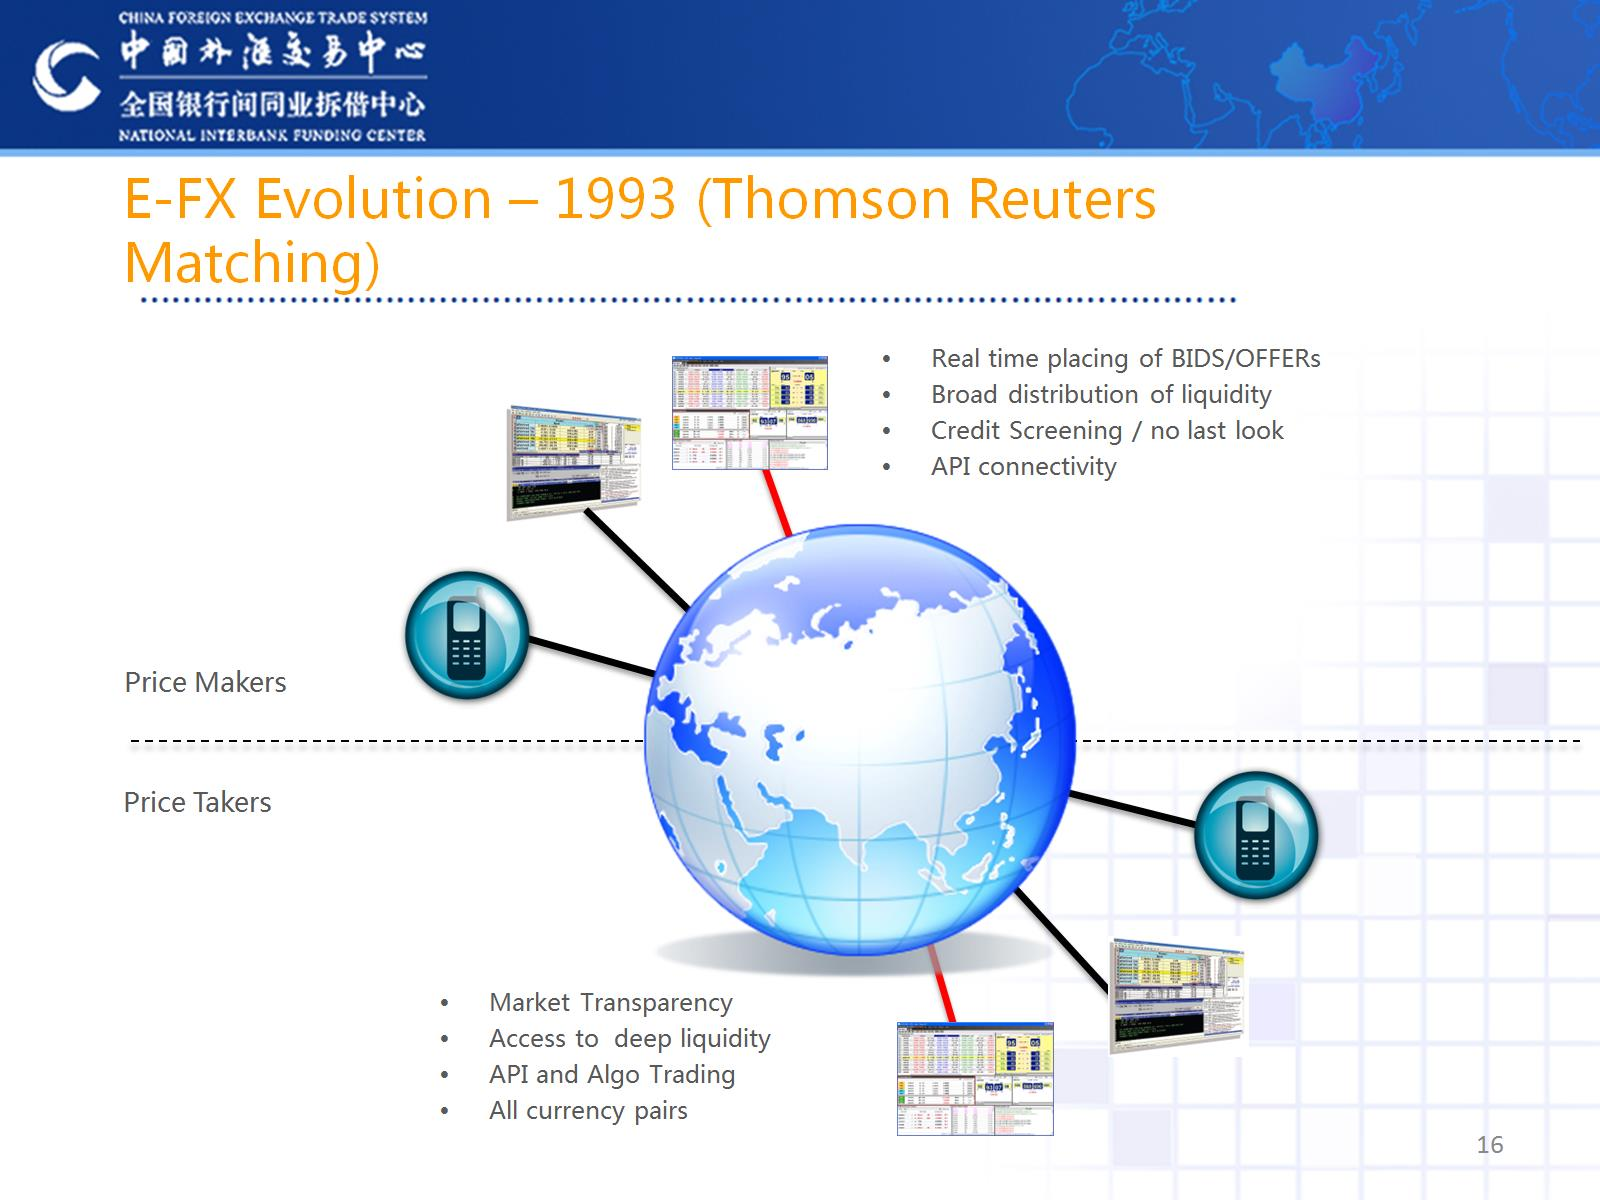 CHINA FOREIGN EXCHANGE TRADE SYSTEM
中国外汇交易中心
全国银行间同业拆借中心
NATIONAL INTERBANK FUNDING CENTER
E-FX Evolution – 1993 (Thomson Reuters
Matching)
• Real time placing of BIDS/OFFERs
• Broad distribution of liquidity
• Credit Screening / no last look
• API connectivity
Price Makers
Price Takers
• Market Transparency
• Access to deep liquidity
• API and Algo Trading
• All currency pairs
16